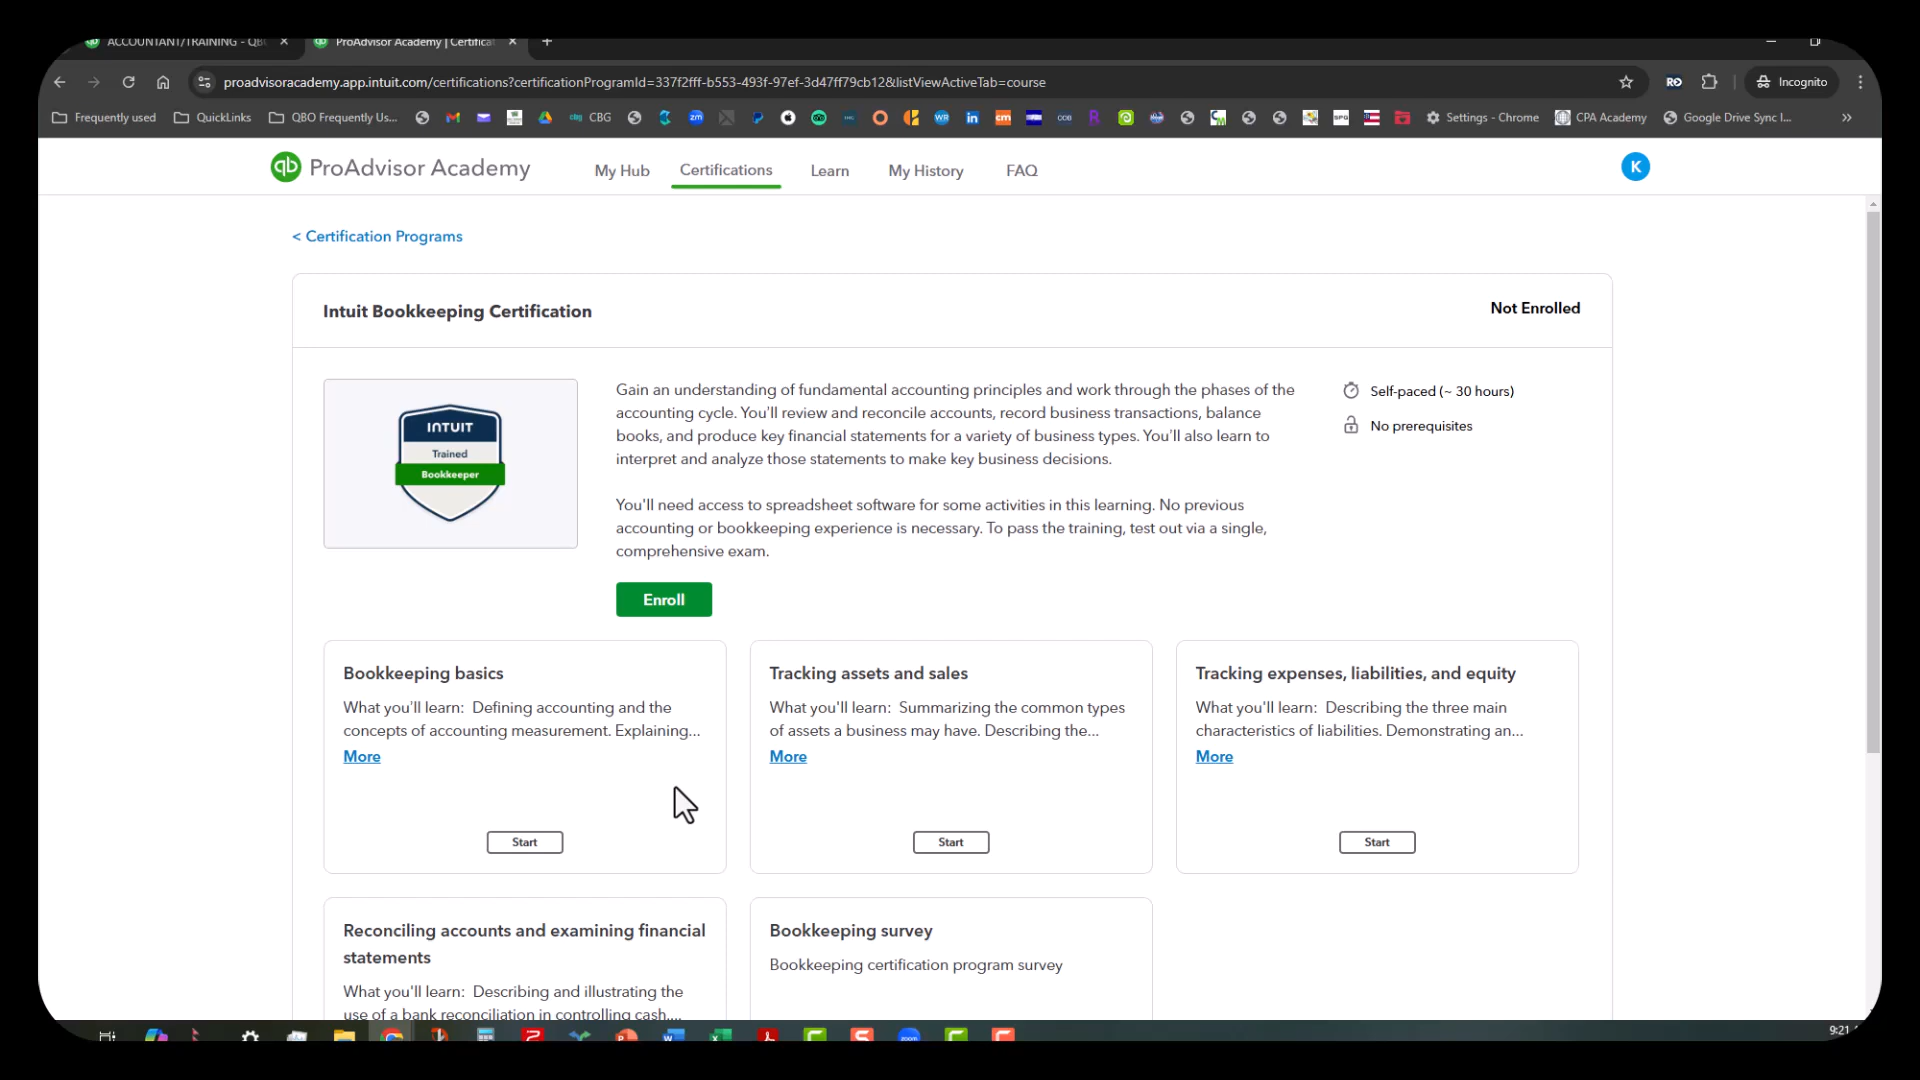 ACCOUNTANT/TRAINING - QB
ProAdvisor Academy | Certificat
proadvisoracademy.app.intuit.com/certifications?certificationProgramId=337f2fff-b553-493f-97ef-3d47ff79cb12&listViewActiveTab=course
Incognito
Frequently used
QuickLinks
QBO Frequently Us...
CBG
Settings - Chrome
CPA Academy
Google Drive Sync I...
qb ProAdvisor Academy
My Hub
Certifications
Learn
My History
FAQ
K
< Certification Programs
Intuit Bookkeeping Certification
Not Enrolled
INTUIT
Trained
Bookkeeper
Gain an understanding of fundamental accounting principles and work through the phases of the
accounting cycle. You'll review and reconcile accounts, record business transactions, balance
books, and produce key financial statements for a variety of business types. You'll also learn to
interpret and analyze those statements to make key business decisions.
You'll need access to spreadsheet software for some activities in this learning. No previous
accounting or bookkeeping experience is necessary. To pass the training, test out via a single,
comprehensive exam.
Self-paced (~ 30 hours)
No prerequisites
Enroll
Bookkeeping basics
What you'll learn: Defining accounting and the
concepts of accounting measurement. Explaining...
More
Start
Tracking assets and sales
What you'll learn: Summarizing the common types
of assets a business may have. Describing the...
More
Start
Tracking expenses, liabilities, and equity
What you'll learn: Describing the three main
characteristics of liabilities. Demonstrating an...
More
Start
Reconciling accounts and examining financial
statements
What you'll learn: Describing and illustrating the
use of a bank reconciliation in controlling cash....
Bookkeeping survey
Bookkeeping certification program survey
9:21